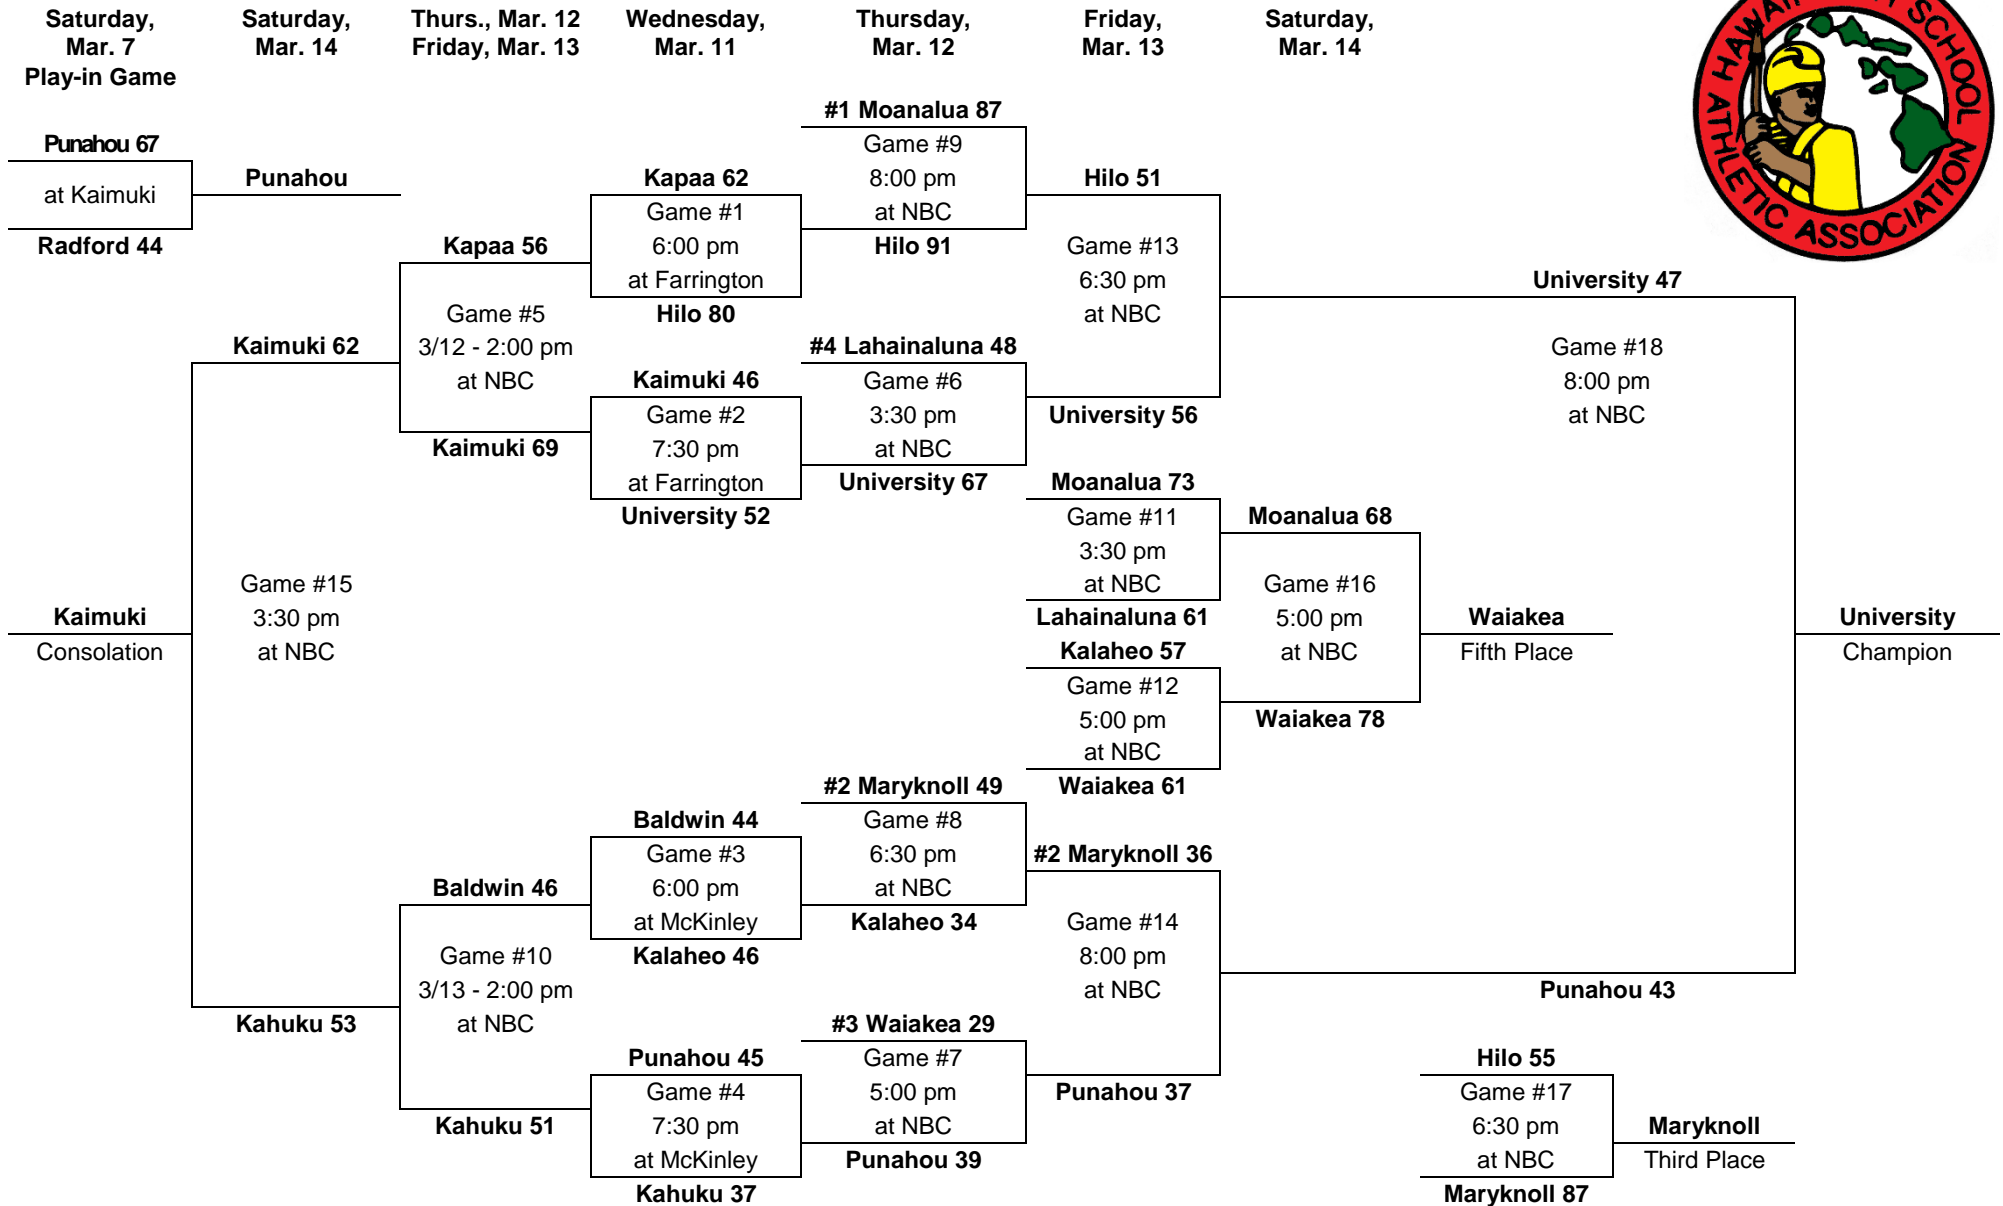 Saturday, Mar. 7 Play-in Game
Saturday, Mar. 14
Thurs., Mar. 12 Friday, Mar. 13
Wednesday, Mar. 11
Thursday, Mar. 12
Friday, Mar. 13
Saturday, Mar. 14
Punahou 67
at Kaimuki
Radford 44
Punahou
Kaimuki 62
Game #15
3:30 pm
at NBC
Kahuku 53
Kaimuki
Consolation
Kapaa 56
Game #5
3/12 - 2:00 pm
at NBC
Kaimuki 69
Baldwin 46
Game #10
3/13 - 2:00 pm
at NBC
Kahuku 51
Kapaa 62
Game #1
6:00 pm
at Farrington
Hilo 80
Kaimuki 46
Game #2
7:30 pm
at Farrington
University 52
Baldwin 44
Game #3
6:00 pm
at McKinley
Kalaheo 46
Punahou 45
Game #4
7:30 pm
at McKinley
Kahuku 37
#1 Moanalua 87
Game #9
8:00 pm
at NBC
Hilo 91
#4 Lahainaluna 48
Game #6
3:30 pm
at NBC
University 67
#2 Maryknoll 49
Game #8
6:30 pm
at NBC
Kalaheo 34
#3 Waiakea 29
Game #7
5:00 pm
at NBC
Punahou 39
Hilo 51
Game #13
6:30 pm
at NBC
University 56
Moanalua 73
Game #11
3:30 pm
at NBC
Lahainaluna 61
Kalaheo 57
Game #12
5:00 pm
at NBC
Waiakea 61
#2 Maryknoll 36
Game #14
8:00 pm
at NBC
Punahou 37
Moanalua 68
Game #16
5:00 pm
at NBC
Waiakea 78
Waiakea
Fifth Place
University 47
Game #18
8:00 pm
at NBC
Punahou 43
University
Champion
Hilo 55
Game #17
6:30 pm
at NBC
Maryknoll 87
Maryknoll
Third Place
SCHOOL
ATHLETIC ASSOCIATION